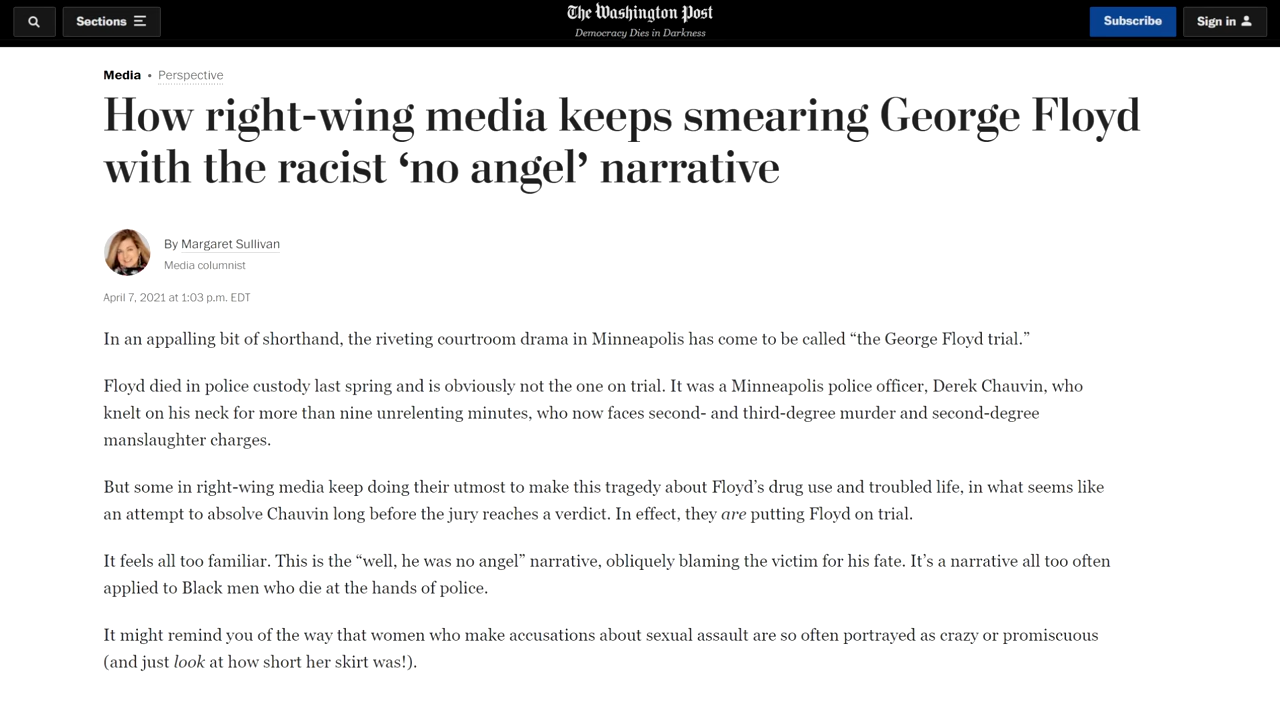 Sections
The Washington Post
Democracy Dies in Darkness
Subscribe
Sign in
Media • Perspective
How right-wing media keeps smearing George Floyd
with the racist ‘no angel’ narrative
By Margaret Sullivan
Media columnist
April 7, 2021 at 1:03 p.m. EDT
In an appalling bit of shorthand, the riveting courtroom drama in Minneapolis has come to be called “the George Floyd trial.”
Floyd died in police custody last spring and is obviously not the one on trial. It was a Minneapolis police officer, Derek Chauvin, who
knelt on his neck for more than nine unrelenting minutes, who now faces second- and third-degree murder and second-degree
manslaughter charges.
But some in right-wing media keep doing their utmost to make this tragedy about Floyd’s drug use and troubled life, in what seems like
an attempt to absolve Chauvin long before the jury reaches a verdict. In effect, they are putting Floyd on trial.
It feels all too familiar. This is the “well, he was no angel” narrative, obliquely blaming the victim for his fate. It’s a narrative all too often
applied to Black men who die at the hands of police.
It might remind you of the way that women who make accusations about sexual assault are so often portrayed as crazy or promiscuous
(and just look at how short her skirt was!).